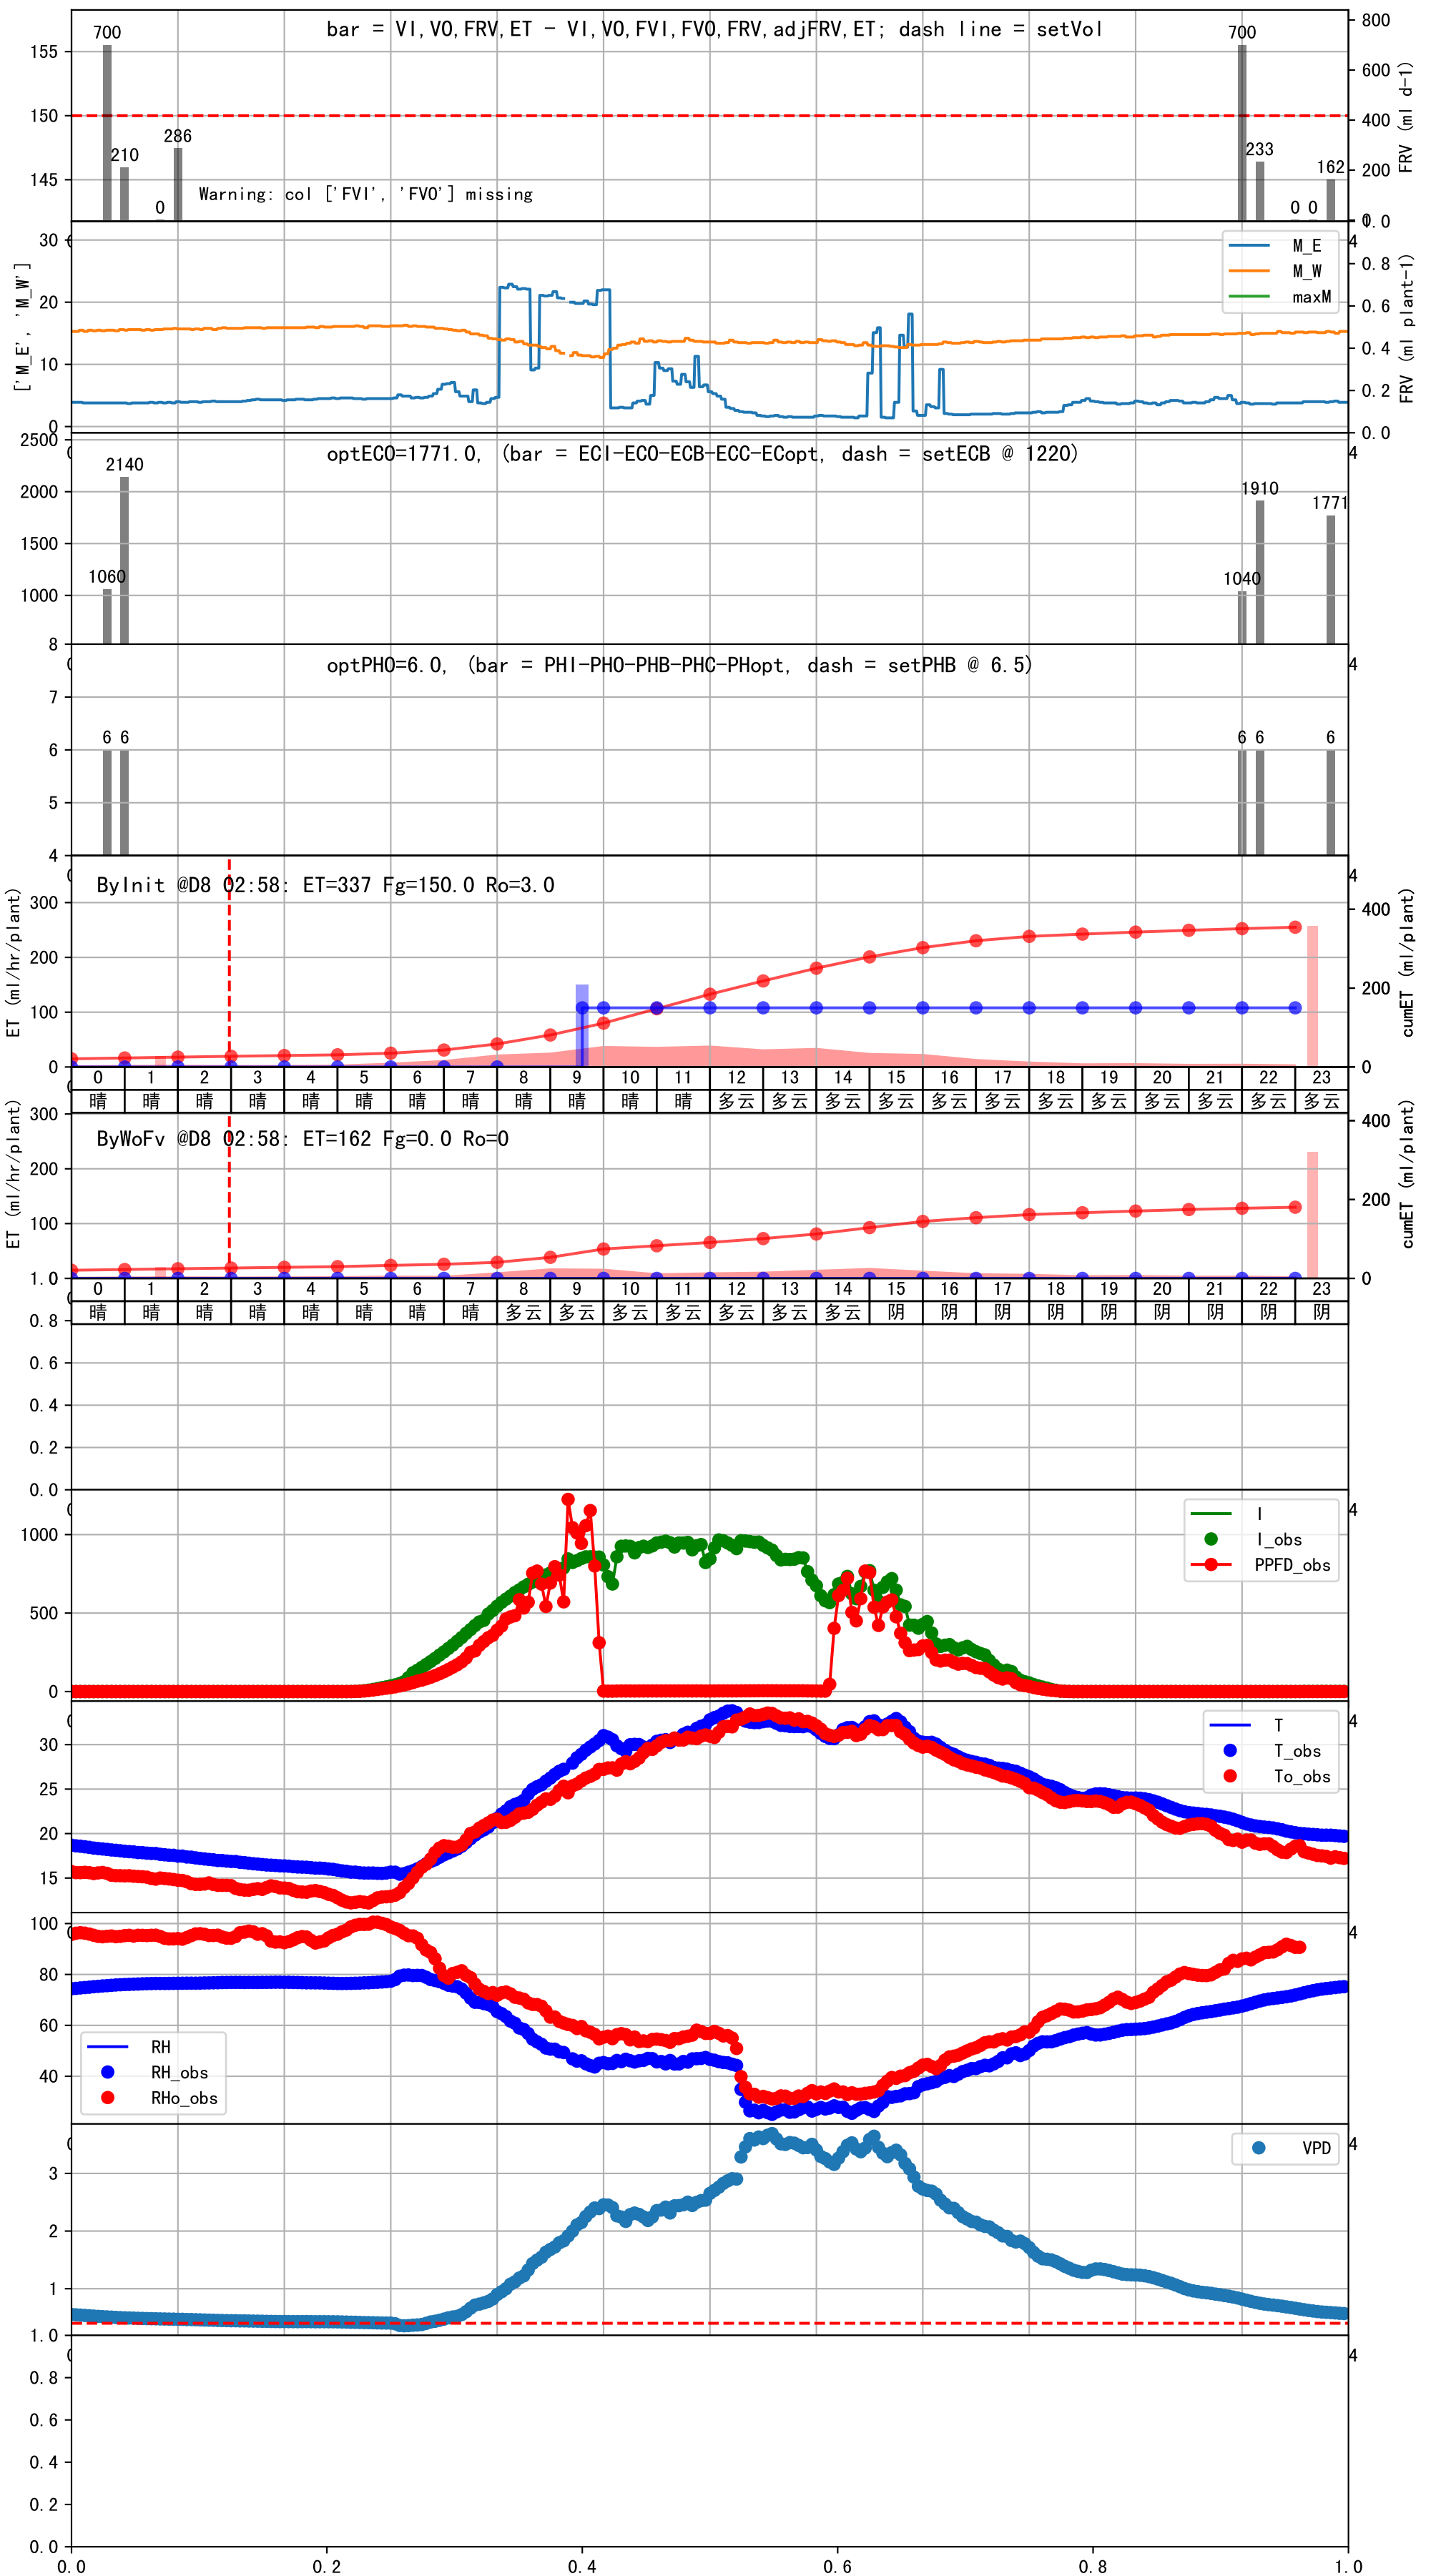 bar = VI,VO,FRV,ET - VI,VO,FVI,FVO,FRV,adjFRV,ET; dash line = setVol
700
210
0
286
700
233
0
0
162
Warning: col ['FVI', 'FVO'] missing
155
150
145
800
600
400
200
0
1.0
FRV (ml d-1)
['M_E', 'M_W']
30
20
10
0
M_E
M_W
maxM
0.8
0.6
0.4
0.2
0.0
FRV (ml plant-1)
optECO=1771.0, (bar = ECI-ECO-ECB-ECC-ECopt, dash = setECB @ 1220)
2500
2000
1500
1000
1060
2140
1040
1910
1771
optPHO=6.0, (bar = PHI-PHO-PHB-PHC-PHopt, dash = setPHB @ 6.5)
8
7
6
5
4
6
6
6
6
6
ByInit @D8 02:58: ET=337 Fg=150.0 Ro=3.0
ET (ml/hr/plant)
300
200
100
0
400
200
0
cumET (ml/plant)
0 1 2 3 4 5 6 7 8 9 10 11 12 13 14 15 16 17 18 19 20 21 22 23
晴 晴 晴 晴 晴 晴 晴 晴 晴 晴 晴 晴 多云 多云 多云 多云 多云 多云 多云 多云 多云 多云 多云 多云
ByWoFv @D8 02:58: ET=162 Fg=0.0 Ro=0
ET (ml/hr/plant)
300
200
100
400
200
0
cumET (ml/plant)
0 1 2 3 4 5 6 7 8 9 10 11 12 13 14 15 16 17 18 19 20 21 22 23
晴 晴 晴 晴 晴 晴 晴 晴 多云 多云 多云 多云 多云 多云 多云 阴 阴 阴 阴 阴 阴 阴 阴 阴
1.0
0.8
0.6
0.4
0.2
0.0
1000
500
0
I
I_obs
PPFD_obs
30
25
20
15
T
T_obs
To_obs
100
80
60
40
RH
RH_obs
RHo_obs
3
2
1
VPD
1.0
0.8
0.6
0.4
0.2
0.0
0.0 0.2 0.4 0.6 0.8 1.0